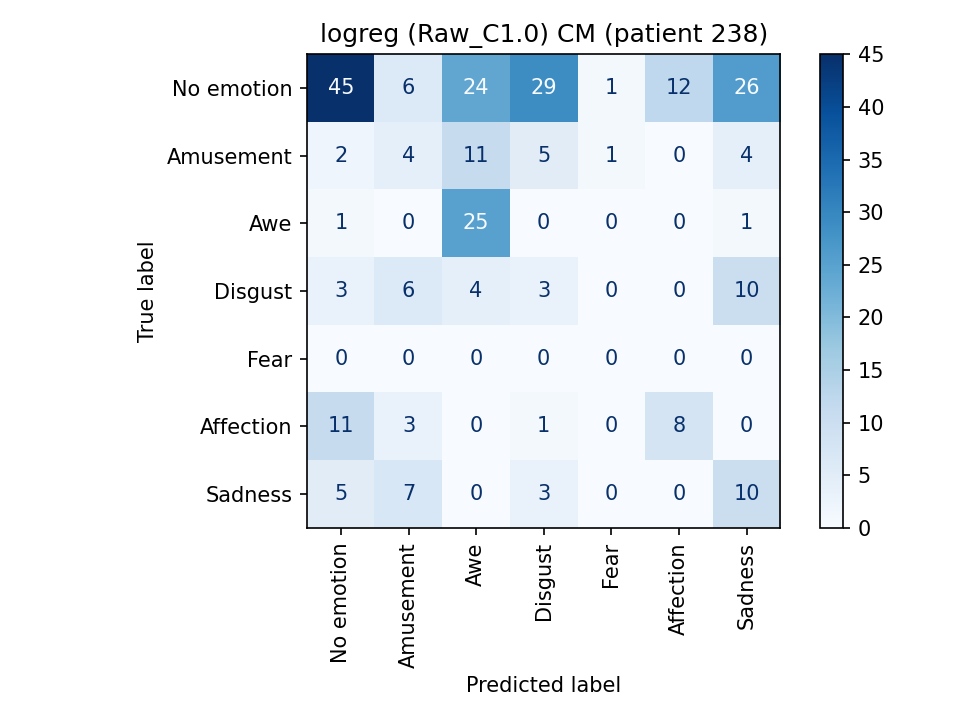 logreg (Raw_C1.0) CM (patient 238)
True label
No emotion 45 6 24 29 1 12 26
Amusement 2 4 11 5 1 0 4
Awe 1 0 25 0 0 0 1
Disgust 3 6 4 3 0 0 10
Fear 0 0 0 0 0 0 0
Affection 11 3 0 1 0 8 0
Sadness 5 7 0 3 0 0 10
No emotion Amusement Awe Disgust Fear Affection Sadness
Predicted label
45
40
35
30
25
20
15
10
5
0